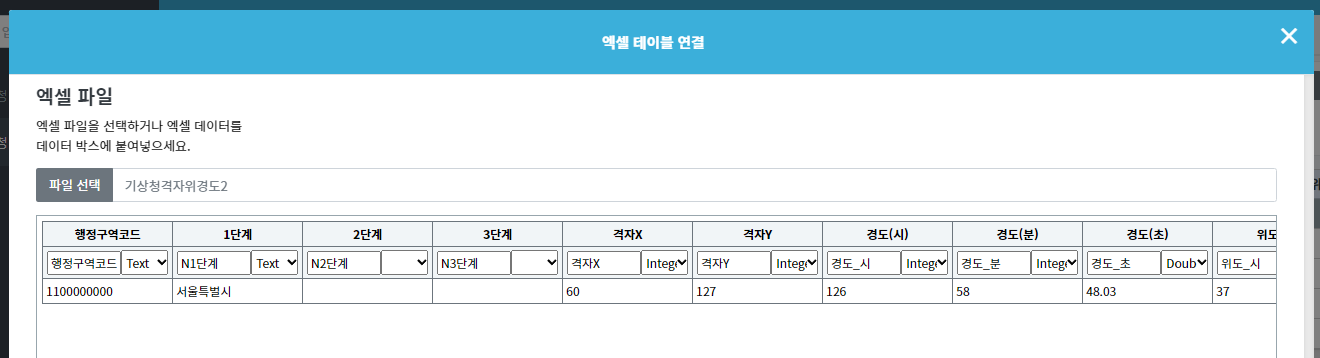 엑셀 테이블 연결
엑셀 파일
엑셀 파일을 선택하거나 엑셀 데이터를
데이터 박스에 붙여넣으세요.
파일 선택 기상청격자위경도2
행정구역코드 1단계 2단계 3단계 격자X 격자Y 경도(시) 경도(분) 경도(초) 위도
행정구역코드 Text N1단계 Text N2단계 N3단계 격자X Intege 격자Y Intege 경도_시 Intege 경도_분 Intege 경도_초 Doub 위도_시
1100000000 서울특별시 60 127 126 58 48.03 37